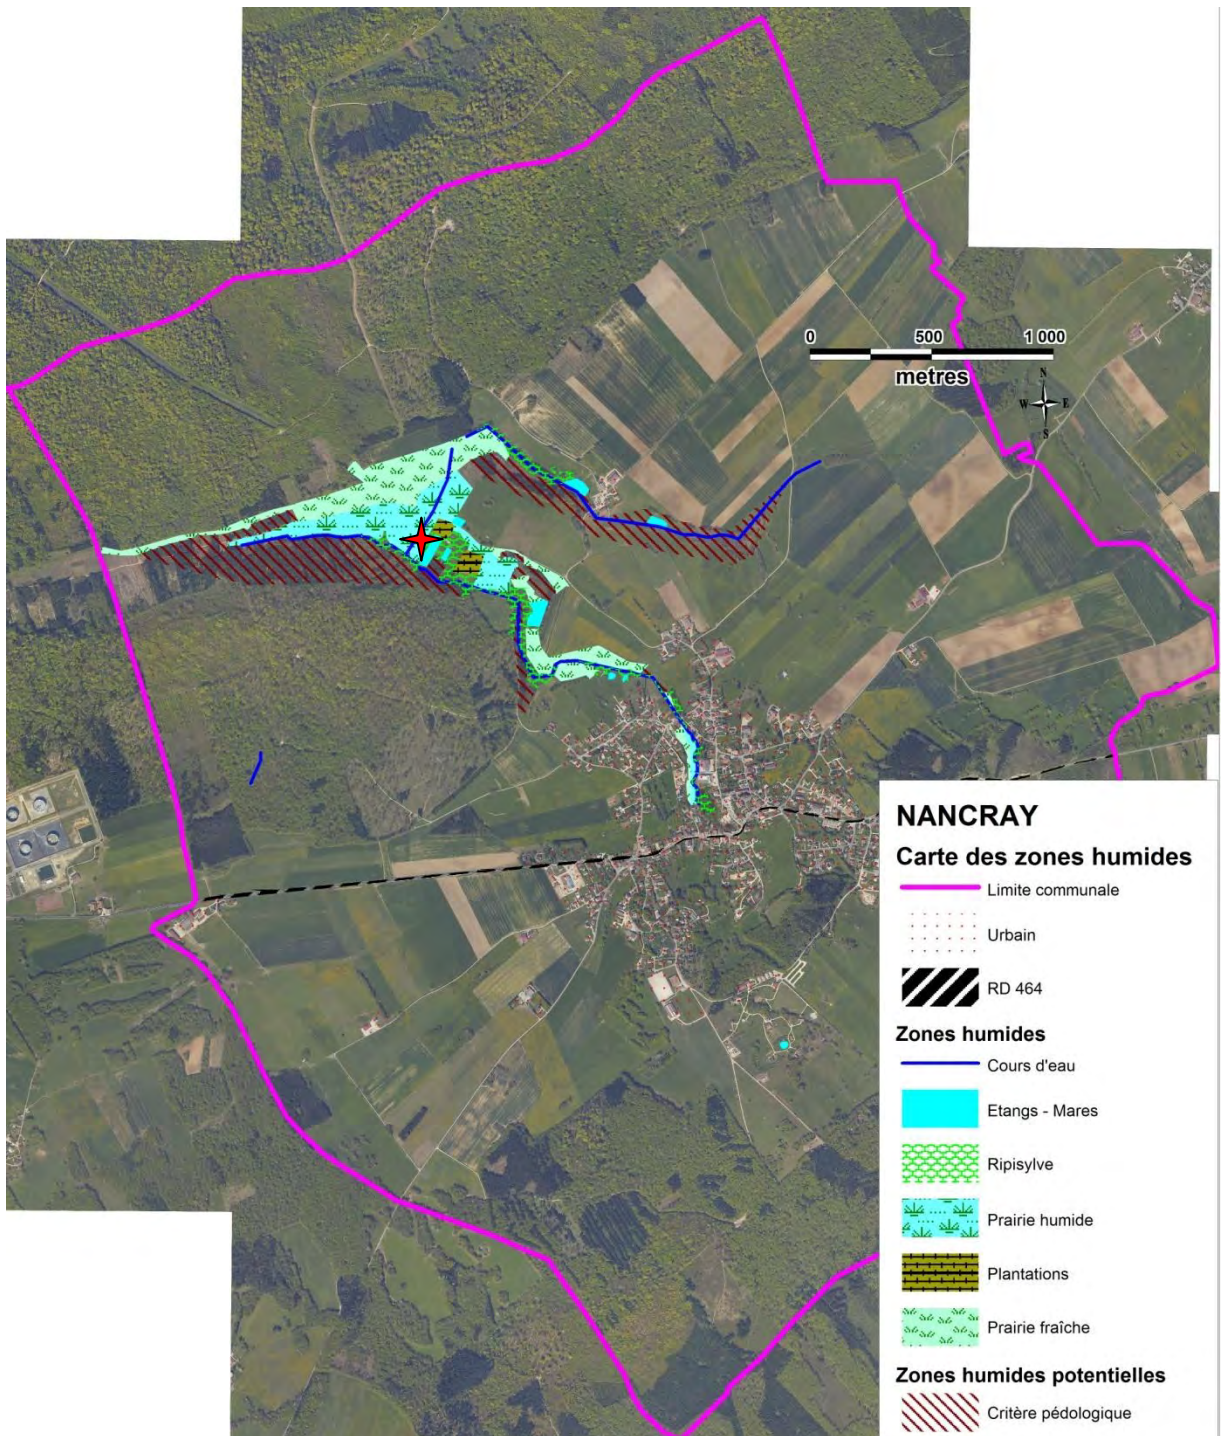 0 500 1 000
metres
N
W E
S
NANCRAY
Carte des zones humides
Limite communale
Urbain
RD 464
Zones humides
Cours d'eau
Etangs - Mares
Ripisylve
Prairie humide
Plantations
Prairie fraîche
Zones humides potentielles
Critère pédologique